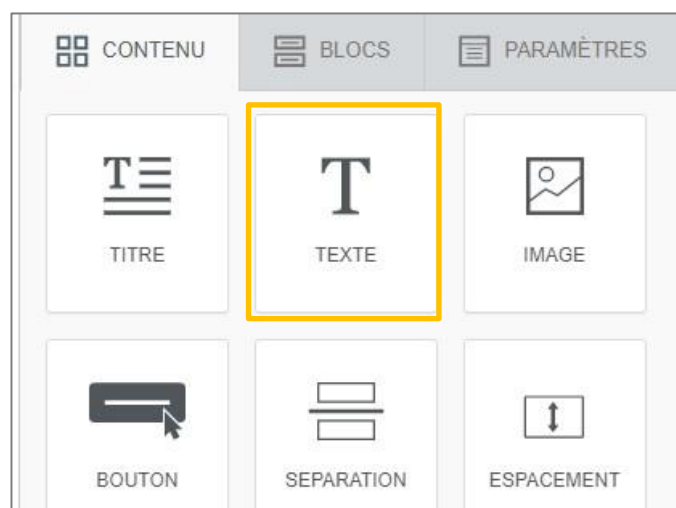 CONTENU BLOCS PARAMÈTRES
TITRE TEXTE IMAGE
BOUTON SEPARATION ESPACEMENT